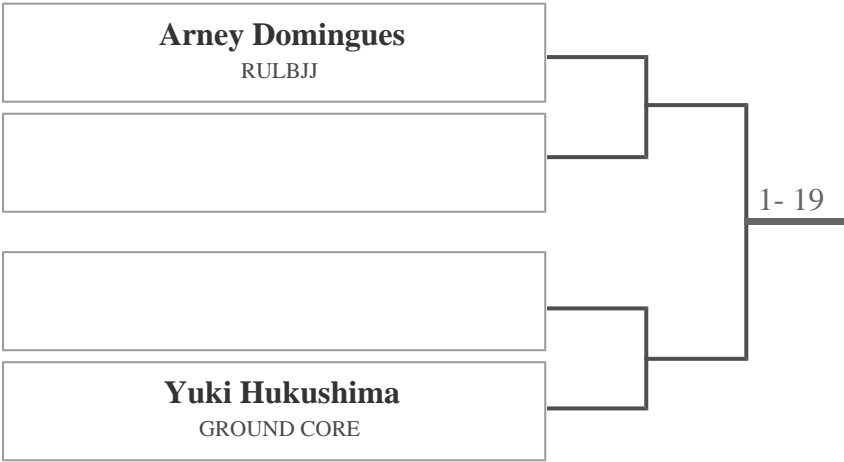 Arney Domingues
RULBJJ
1- 19
Yuki Hukushima
GROUND CORE